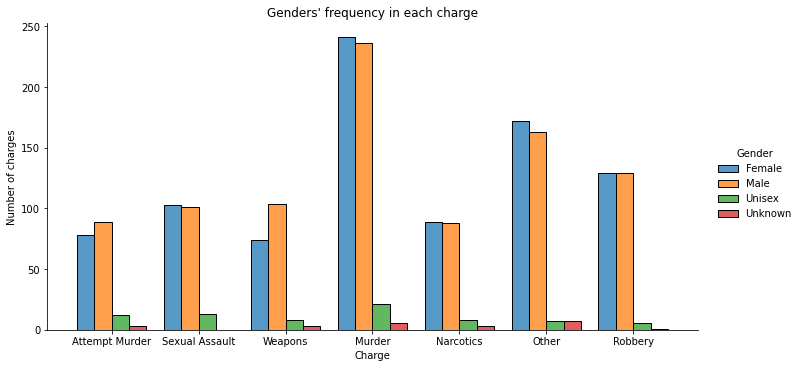 Genders' frequency in each charge
250
200
150
100
50
0
Number of charges
Attempt Murder Sexual Assault Weapons Murder Narcotics Other Robbery
Charge
Gender
Female
Male
Unisex
Unknown